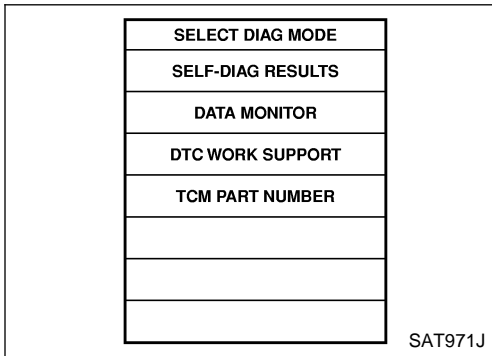 SELECT DIAG MODE
SELF-DIAG RESULTS
DATA MONITOR
DTC WORK SUPPORT
TCM PART NUMBER
SAT971J